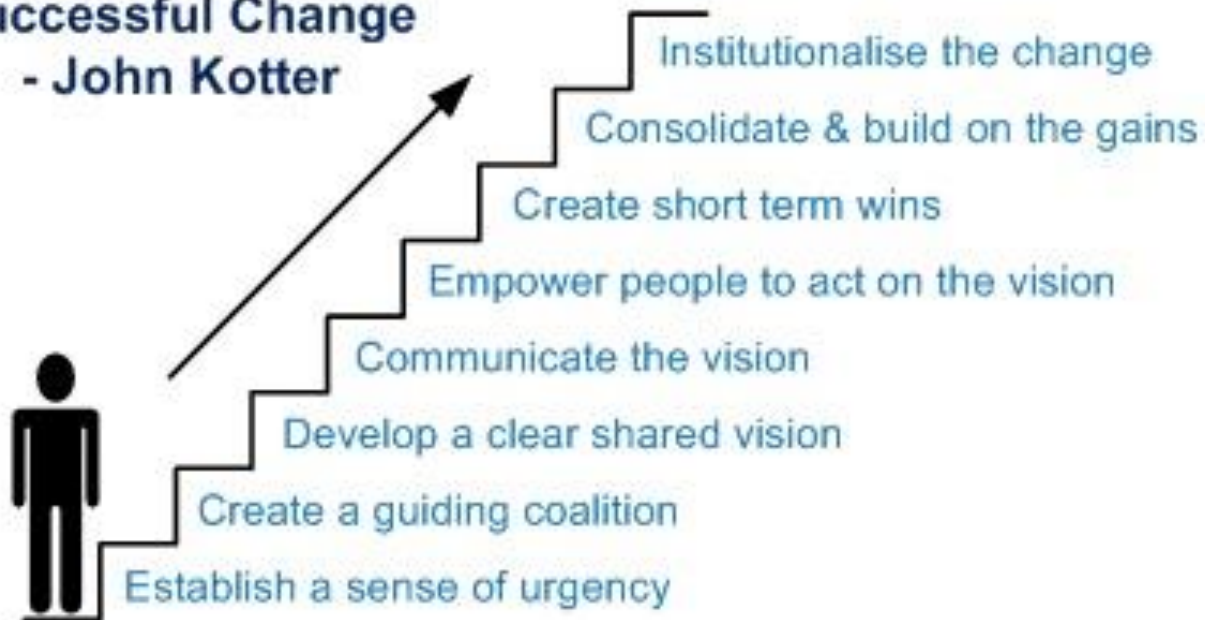 uccessful Change
- John Kotter
Institutionalise the change
Consolidate & build on the gains
Create short term wins
Empower people to act on the vision
Communicate the vision
Develop a clear shared vision
Create a guiding coalition
Establish a sense of urgency